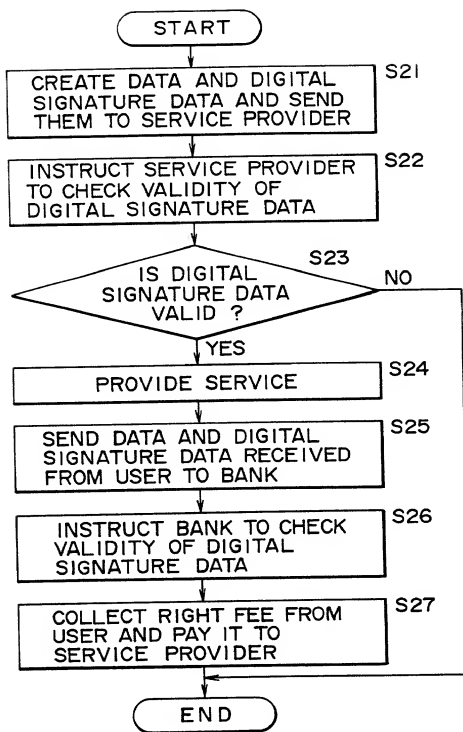 START
S21
CREATE DATA AND DIGITAL
SIGNATURE DATA AND SEND
THEM TO SERVICE PROVIDER
S22
INSTRUCT SERVICE PROVIDER
TO CHECK VALIDITY OF
DIGITAL SIGNATURE DATA
S23
IS DIGITAL
SIGNATURE DATA
VALID ?
NO
YES
S24
PROVIDE SERVICE
S25
SEND DATA AND DIGITAL
SIGNATURE DATA RECEIVED
FROM USER TO BANK
S26
INSTRUCT BANK TO CHECK
VALIDITY OF DIGITAL
SIGNATURE DATA
S27
COLLECT RIGHT FEE FROM
USER AND PAY IT TO
SERVICE PROVIDER
END